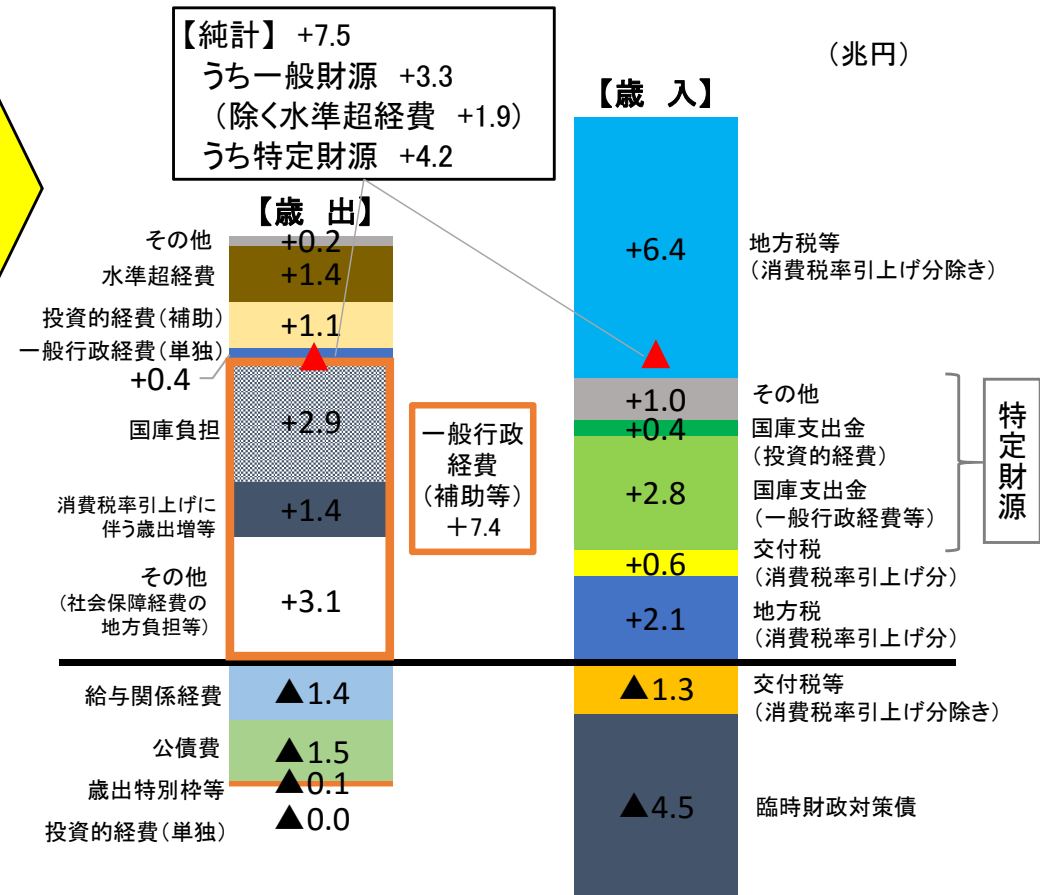 【純計】 +7.5
うち一般財源 +3.3
（除く水準超経費 +1.9）
うち特定財源 +4.2
（兆円）
【歳 出】
その他
+0.2
水準超経費
+1.4
投資的経費（補助）
+1.1
一般行政経費（単独）
+0.4
国庫負担
+2.9
消費税率引上げに
伴う歳出増等
+1.4
その他
（社会保障経費の
地方負担等）
+3.1
一般行政
経費
（補助等）
＋7.4
給与関係経費
▲1.4
公債費
▲1.5
歳出特別枠等
▲0.1
投資的経費（単独）
▲0.0
【歳 入】
+6.4
地方税等
（消費税率引上げ分除き）
+1.0
その他
+0.4
国庫支出金
（投資的経費）
+2.8
国庫支出金
（一般行政経費等）
特定財源
+0.6
交付税
（消費税率引上げ分）
+2.1
地方税
（消費税率引上げ分）
▲1.3
交付税等
（消費税率引上げ分除き）
▲4.5
臨時財政対策債